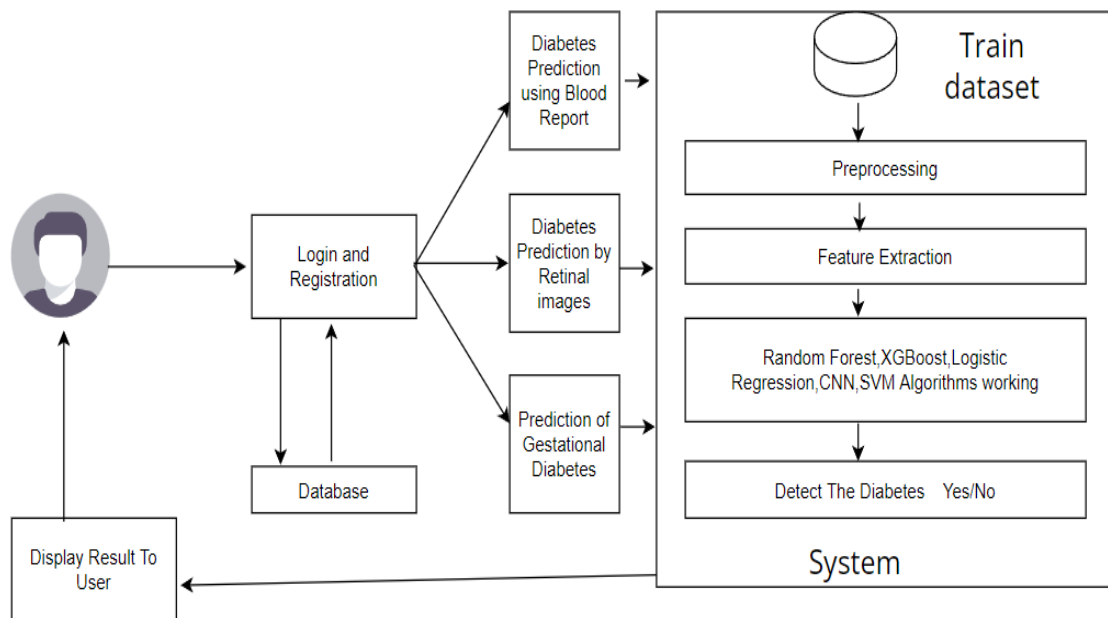 Diabetes
Prediction
using Blood
Report
Train
dataset
Preprocessing
Login and
Registration
Diabetes
Prediction by
Retinal
images
Feature Extraction
Random Forest,XGBoost,Logistic
Regression,CNN,SVM Algorithms working
Prediction of
Gestational
Diabetes
Database
Detect The Diabetes Yes/No
Display Result To
User
System